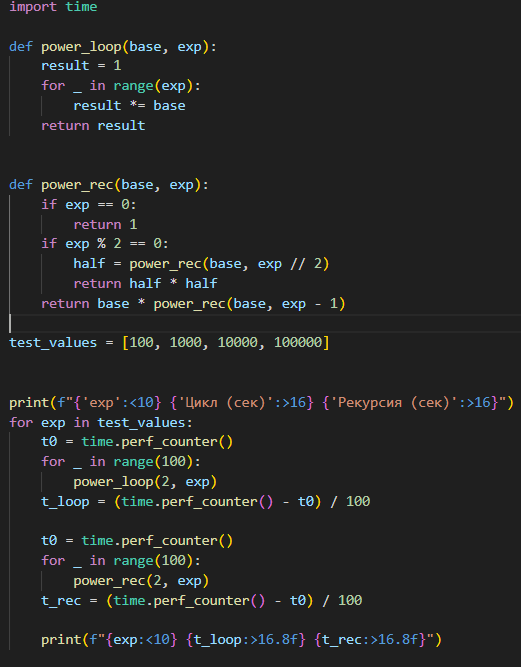 import time
def power_loop(base, exp):
    result = 1
    for _ in range(exp):
        result *= base
    return result
def power_rec(base, exp):
    if exp == 0:
        return 1
    if exp % 2 == 0:
        half = power_rec(base, exp // 2)
        return half * half
    return base * power_rec(base, exp - 1)
test_values = [100, 1000, 10000, 100000]
print(f"{'exp':<10} {'Цикл (сек)':>16} {'Рекурсия (сек)':>16}")
for exp in test_values:
    t0 = time.perf_counter()
    for _ in range(100):
        power_loop(2, exp)
    t_loop = (time.perf_counter() - t0) / 100
    t0 = time.perf_counter()
    for _ in range(100):
        power_rec(2, exp)
    t_rec = (time.perf_counter() - t0) / 100
    print(f"{exp:<10} {t_loop:>16.8f} {t_rec:>16.8f}")